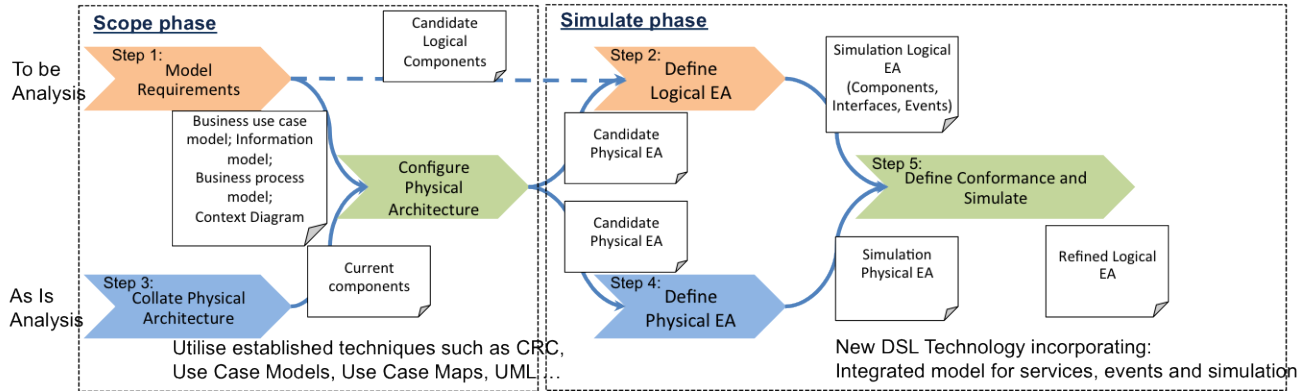 Scope phase
Simulate phase
To be
Analysis
Step 1:
Model
Requirements
Candidate
Logical
Components
Step 2:
Define
Logical EA
Simulation Logical
EA
(Components,
Interfaces, Events)
Business use case
model; Information
model;
Business process
model;
Context Diagram
Configure
Physical
Architecture
Candidate
Physical EA
Step 5:
Define Conformance and
Simulate
Candidate
Physical EA
As Is
Analysis
Step 3:
Collate Physical
Architecture
Current
components
Step 4:
Define
Physical EA
Simulation
Physical EA
Refined Logical
EA
Utilise established techniques such as CRC,
Use Case Models, Use Case Maps, UML ...
New DSL Technology incorporating:
Integrated model for services, events and simulation